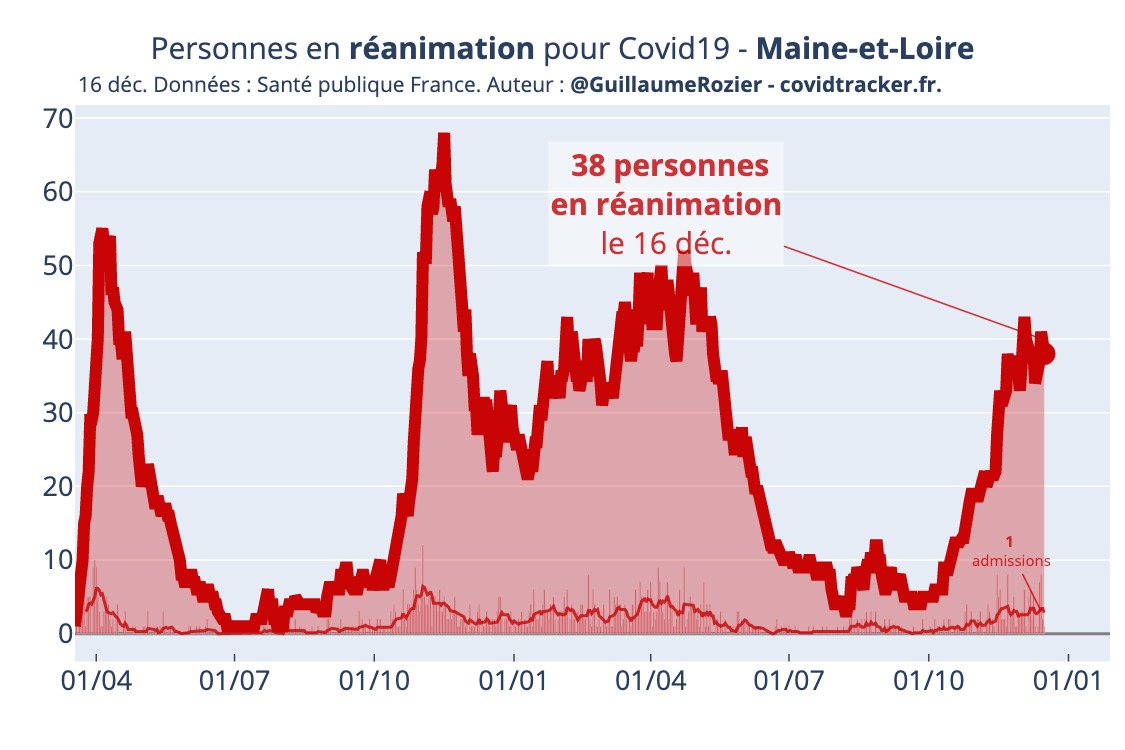 Personnes en réanimation pour Covid19 - Maine-et-Loire
16 déc. Données : Santé publique France. Auteur : @GuillaumeRozier - covidtracker.fr.
70
60
50
40
30
20
10
0
38 personnes
en réanimation
le 16 déc.
1
admissions
01/04
01/07
01/10
01/01
01/04
01/07
01/10
01/01